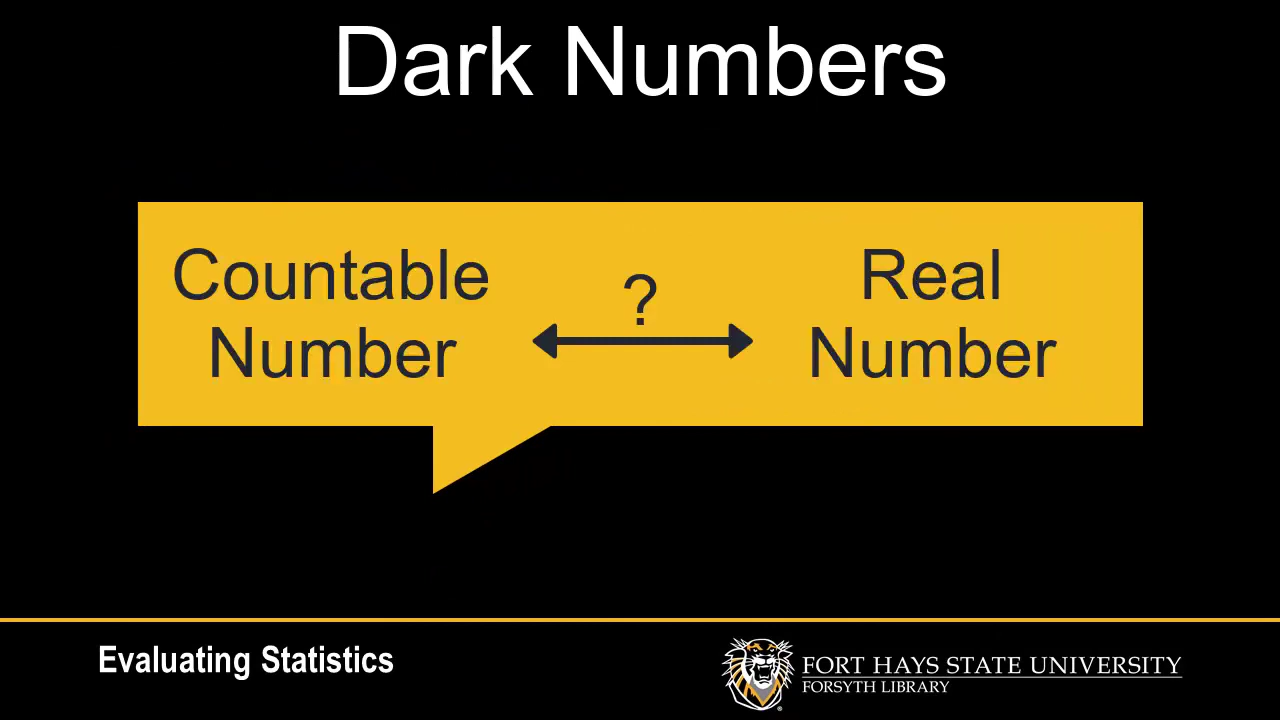 Dark Numbers
Countable
Number
?
Real
Number
Evaluating Statistics
FORT HAYS STATE UNIVERSITY
FORSYTH LIBRARY